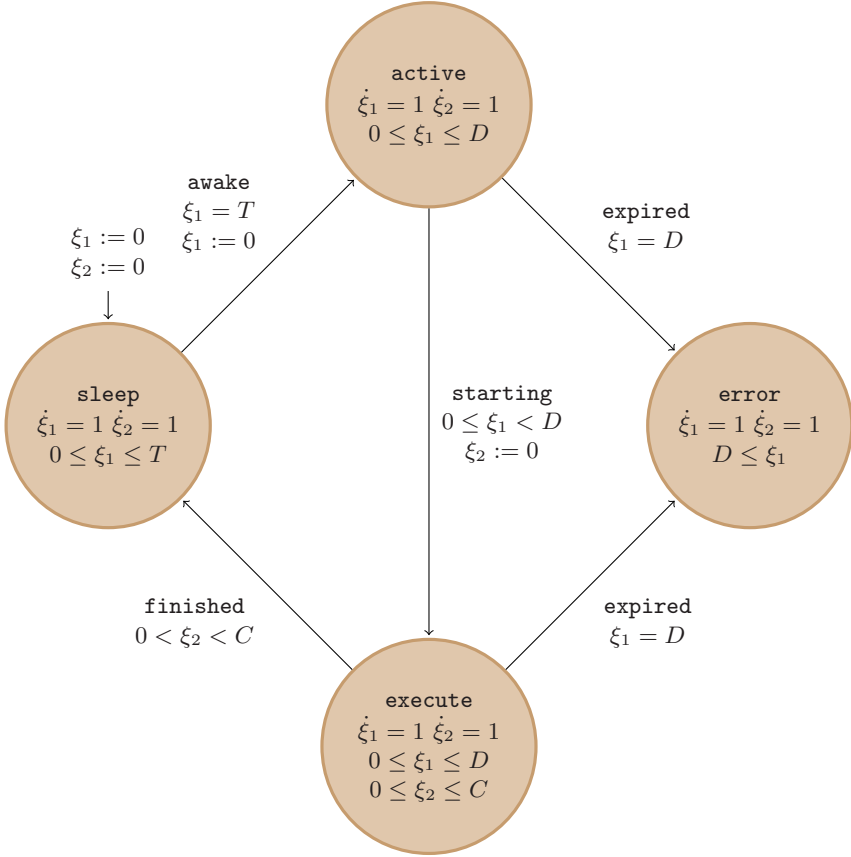 active
ξ̇₁ = 1 ξ̇₂ = 1
0 ≤ ξ₁ ≤ D
awake
ξ₁ = T
ξ₁ := 0
expired
ξ₁ = D
ξ₁ := 0
ξ₂ := 0
sleep
ξ̇₁ = 1 ξ̇₂ = 1
0 ≤ ξ₁ ≤ T
starting
0 ≤ ξ₁ < D
ξ₂ := 0
error
ξ̇₁ = 1 ξ̇₂ = 1
D ≤ ξ₁
finished
0 < ξ₂ < C
expired
ξ₁ = D
execute
ξ̇₁ = 1 ξ̇₂ = 1
0 ≤ ξ₁ ≤ D
0 ≤ ξ₂ ≤ C